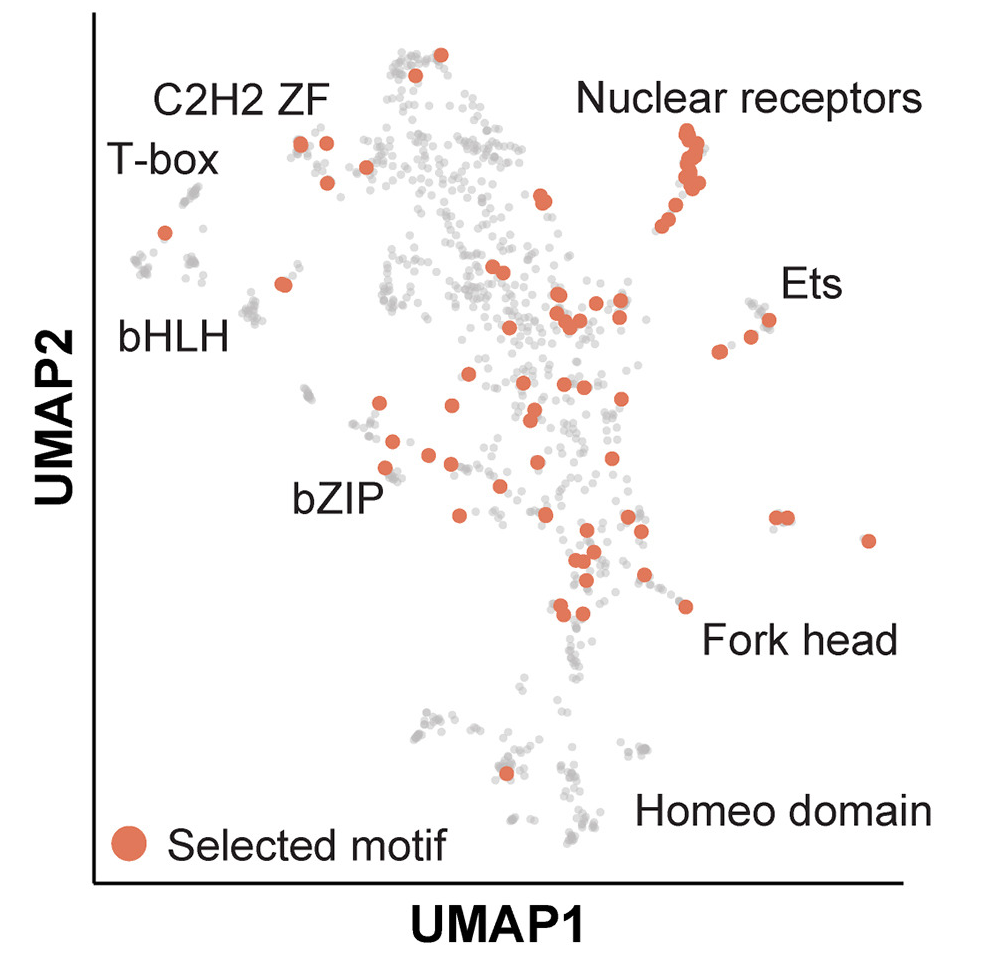 C2H2 ZF
Nuclear receptors
T-box
Ets
bHLH
UMAP2
bZIP
Fork head
Homeo domain
Selected motif
UMAP1